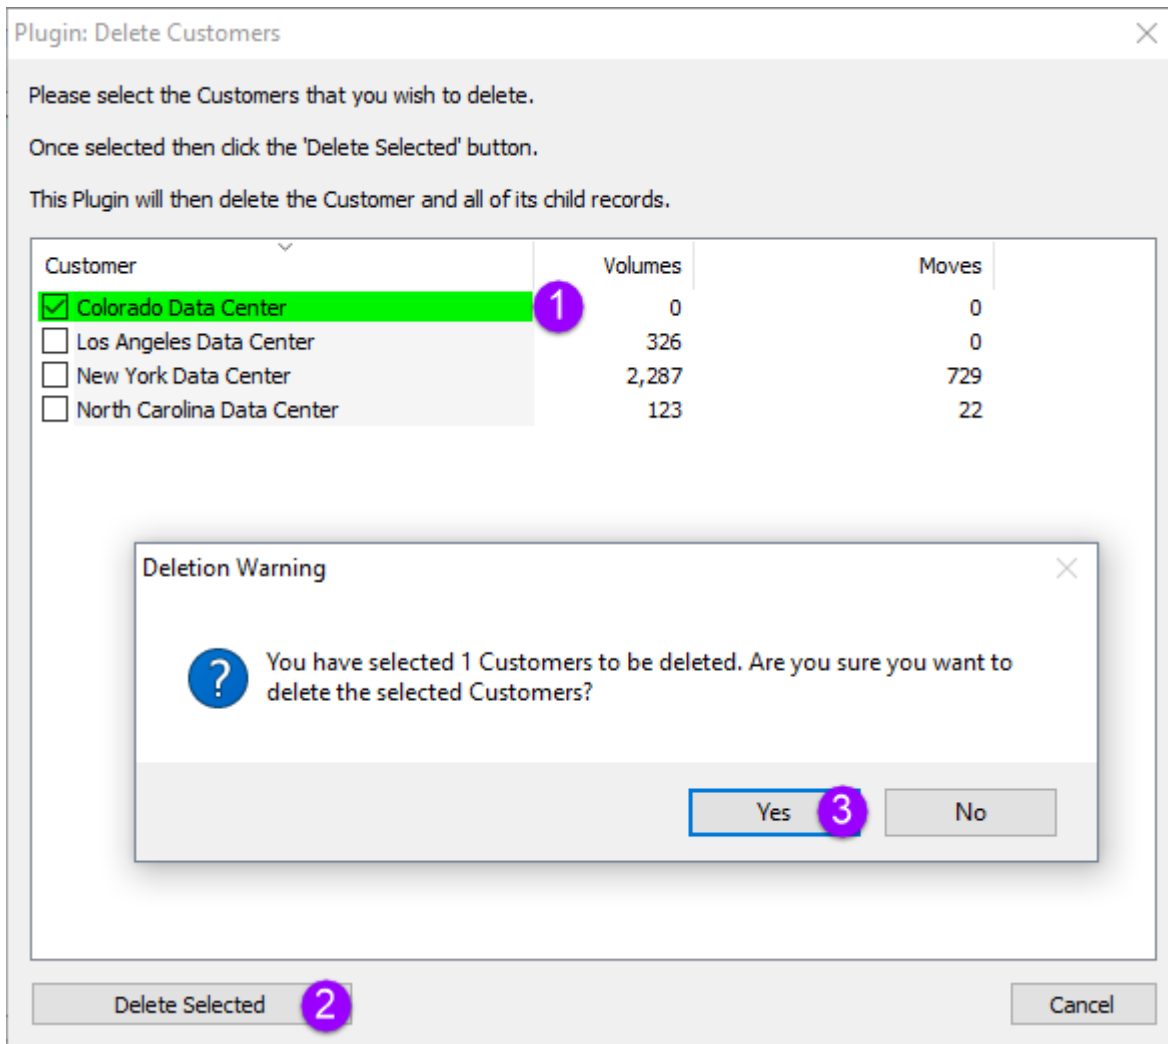 Plugin: Delete Customers
Please select the Customers that you wish to delete.
Once selected then click the 'Delete Selected' button.
This Plugin will then delete the Customer and all of its child records.
Customer Volumes Moves
Colorado Data Center 1 0 0
Los Angeles Data Center 326 0
New York Data Center 2,287 729
North Carolina Data Center 123 22
Deletion Warning
You have selected 1 Customers to be deleted. Are you sure you want to
delete the selected Customers?
Yes 3 No
Delete Selected 2 Cancel